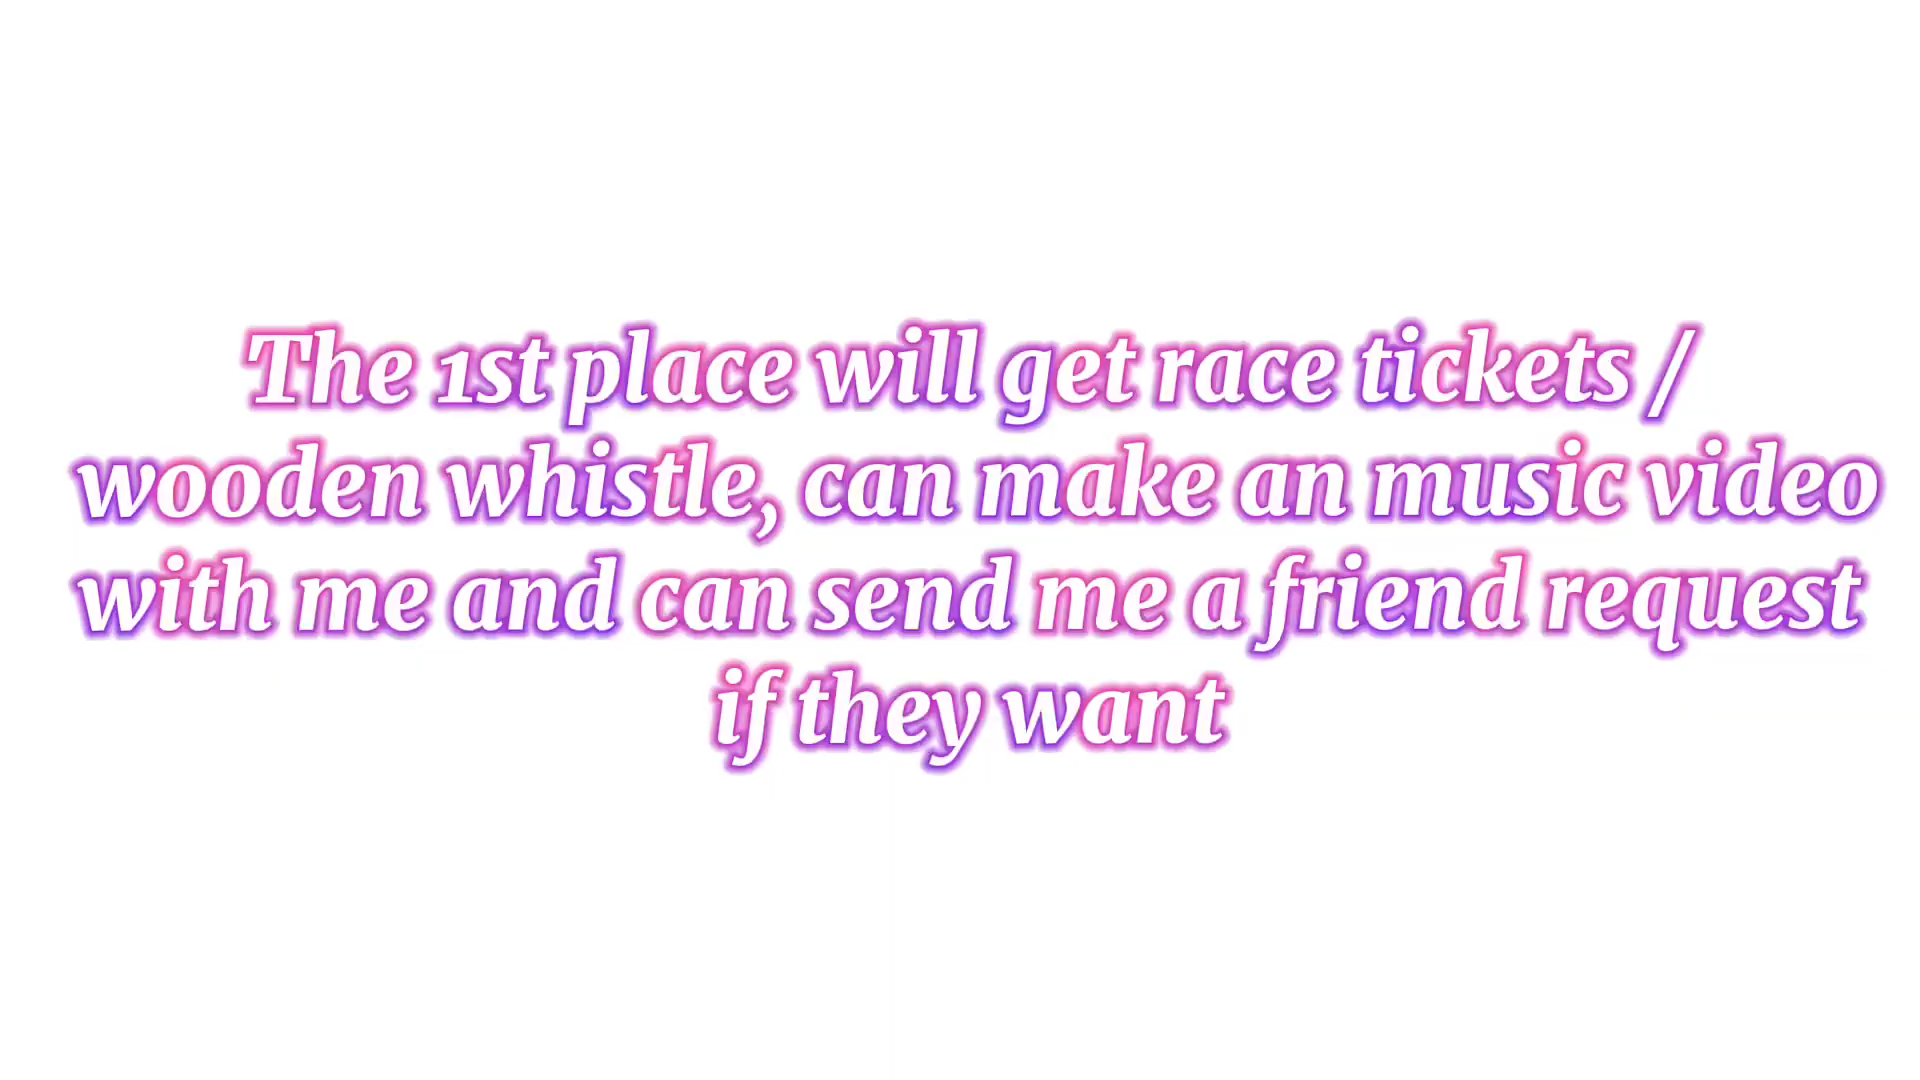 The 1st place will get race tickets /
wooden whistle, can make an music video
with me and can send me a friend request
if they want